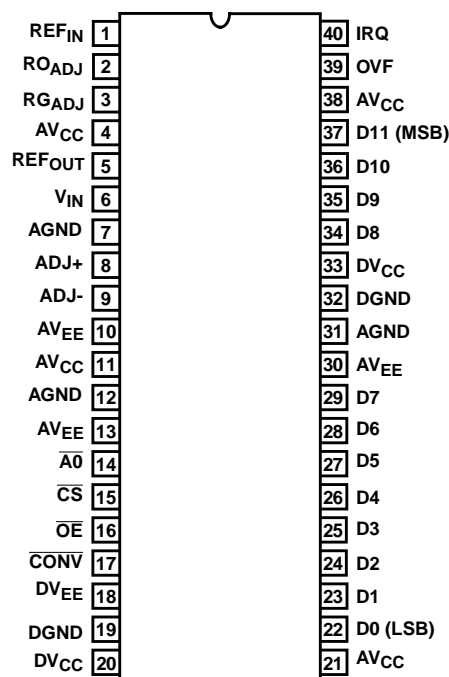 REFIN 1 40 IRQ
ROADJ 2 39 OVF
RGADJ 3 38 AVCC
AVCC 4 37 D11 (MSB)
REFOUT 5 36 D10
VIN 6 35 D9
AGND 7 34 D8
ADJ+ 8 33 DVCC
ADJ- 9 32 DGND
AVEE 10 31 AGND
AVCC 11 30 AVEE
AGND 12 29 D7
AVEE 13 28 D6
A0 14 27 D5
CS 15 26 D4
OE 16 25 D3
CONV 17 24 D2
DVEE 18 23 D1
DGND 19 22 D0 (LSB)
DVCC 20 21 AVCC